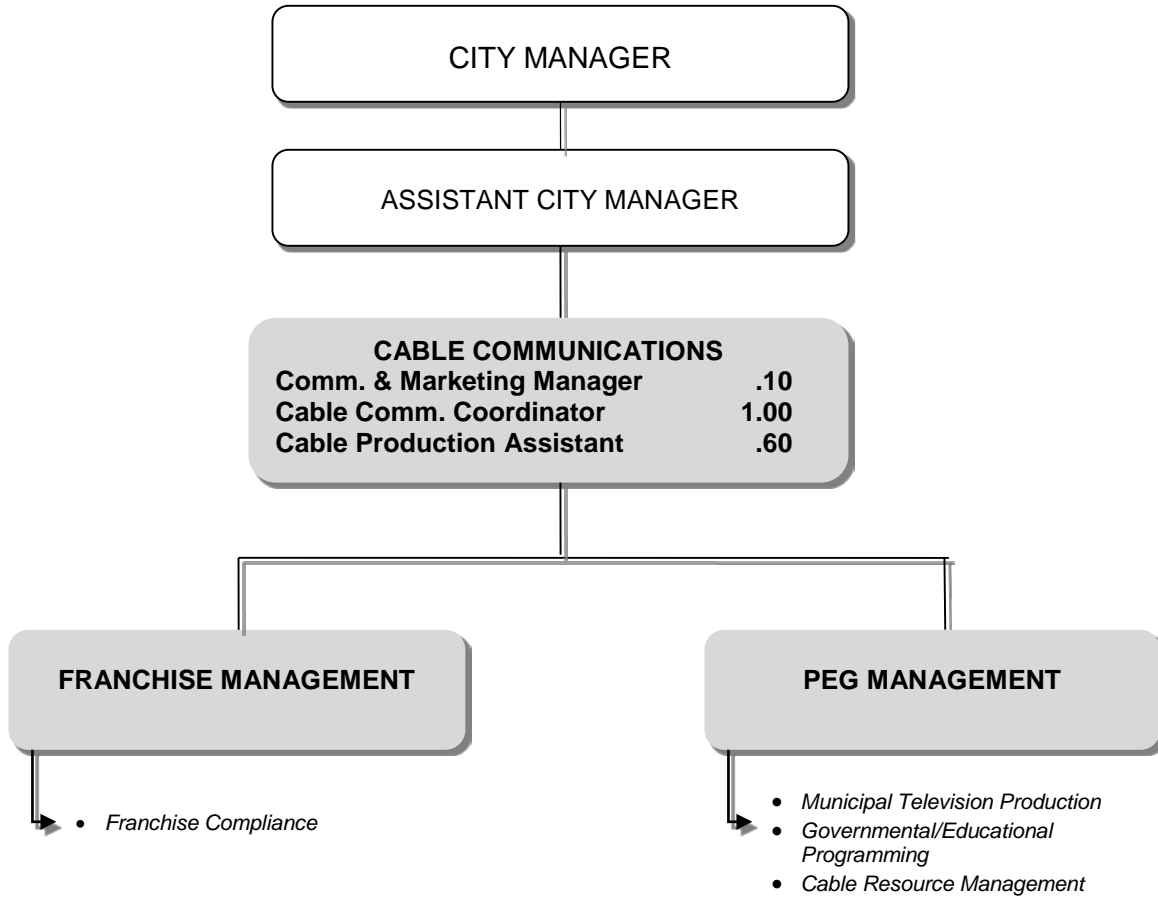 CITY MANAGER
ASSISTANT CITY MANAGER
CABLE COMMUNICATIONS
Comm. & Marketing Manager .10
Cable Comm. Coordinator 1.00
Cable Production Assistant .60
FRANCHISE MANAGEMENT
• Franchise Compliance
PEG MANAGEMENT
• Municipal Television Production
• Governmental/Educational
Programming
• Cable Resource Management